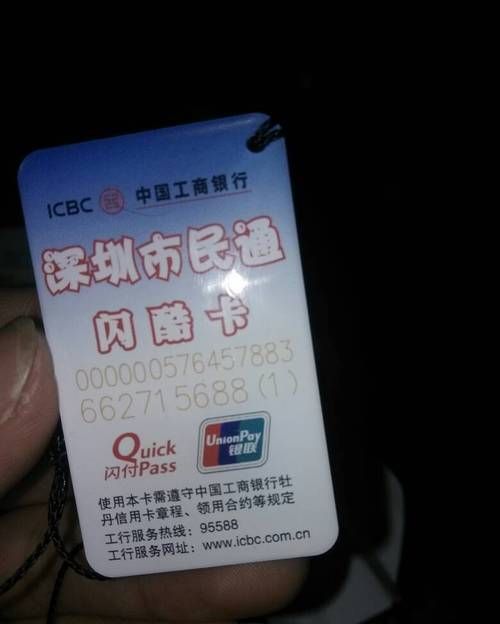 ICBC 中国工商银行
深圳市民通
闪酷卡
000000576457883
662715688(1)
Quick
闪付Pass
UnionPay
银联
使用本卡需遵守中国工商银行牡
丹信用卡章程、领用合约等规定
工行服务热线：95588
工行服务网址：www.icbc.com.cn